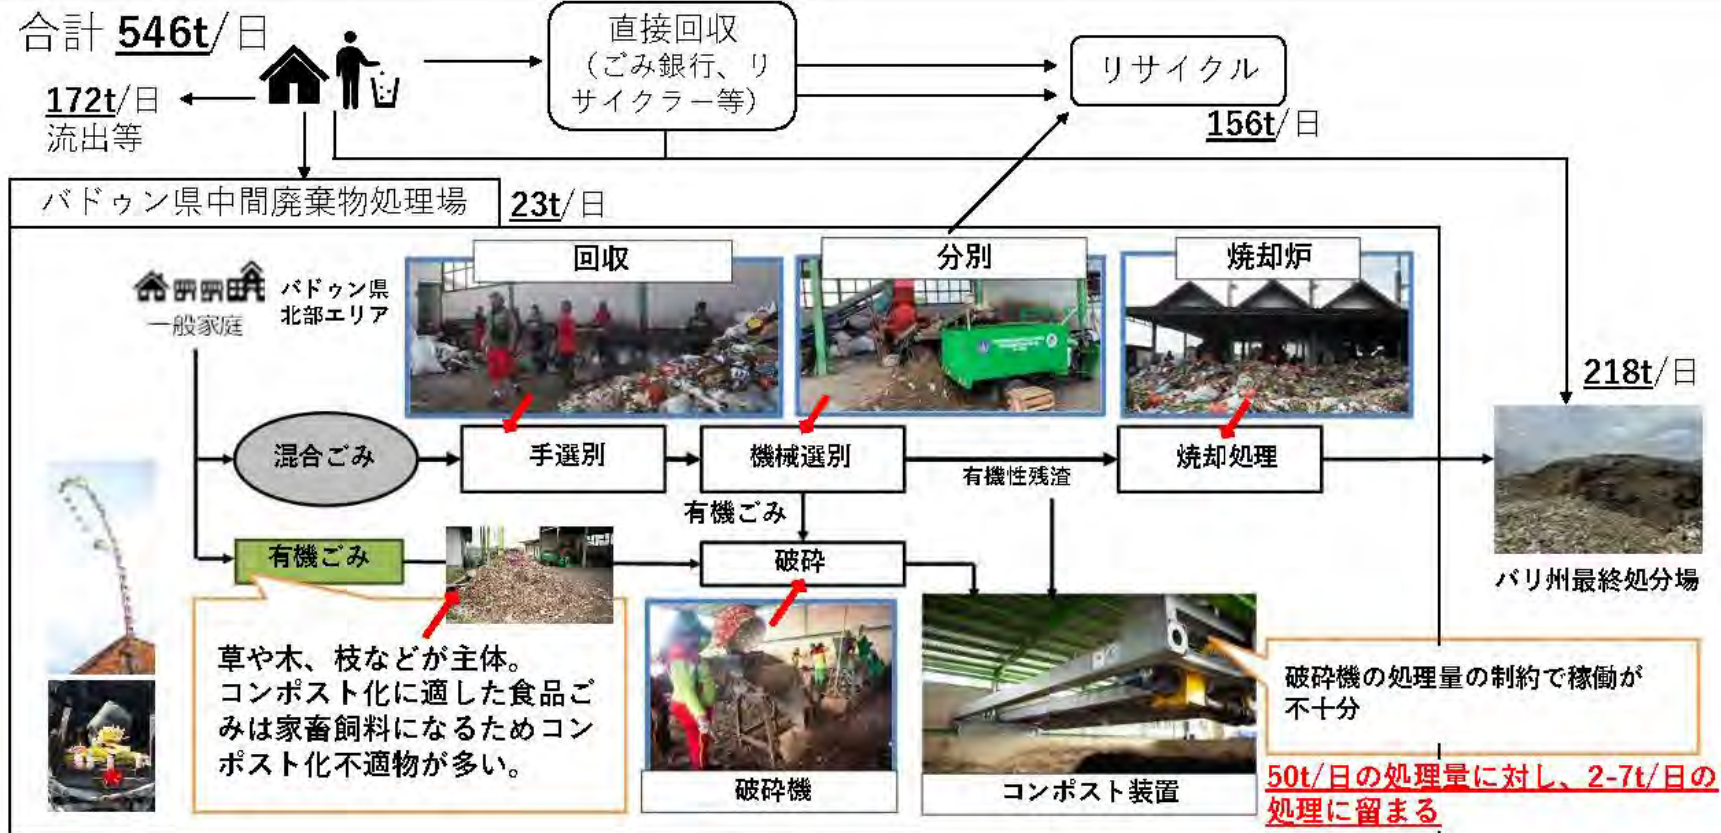 合計 546t/日
172t/日
流出等
直接回収
（ごみ銀行、リ
サイクラー等）
リサイクル
156t/日
バドゥン県中間廃棄物処理場
23t/日
一般家庭
バドゥン県
北部エリア
回収
分別
焼却炉
218t/日
混合ごみ
手選別
機械選別
有機性残渣
焼却処理
有機ごみ
有機ごみ
破砕
バリ州最終処分場
草や木、枝などが主体。
コンポスト化に適した食品ご
みは家畜飼料になるためコン
ポスト化不適物が多い。
破砕機
コンポスト装置
破砕機の処理量の制約で稼働が
不十分
50t/日の処理量に対し、2-7t/日の
処理に留まる